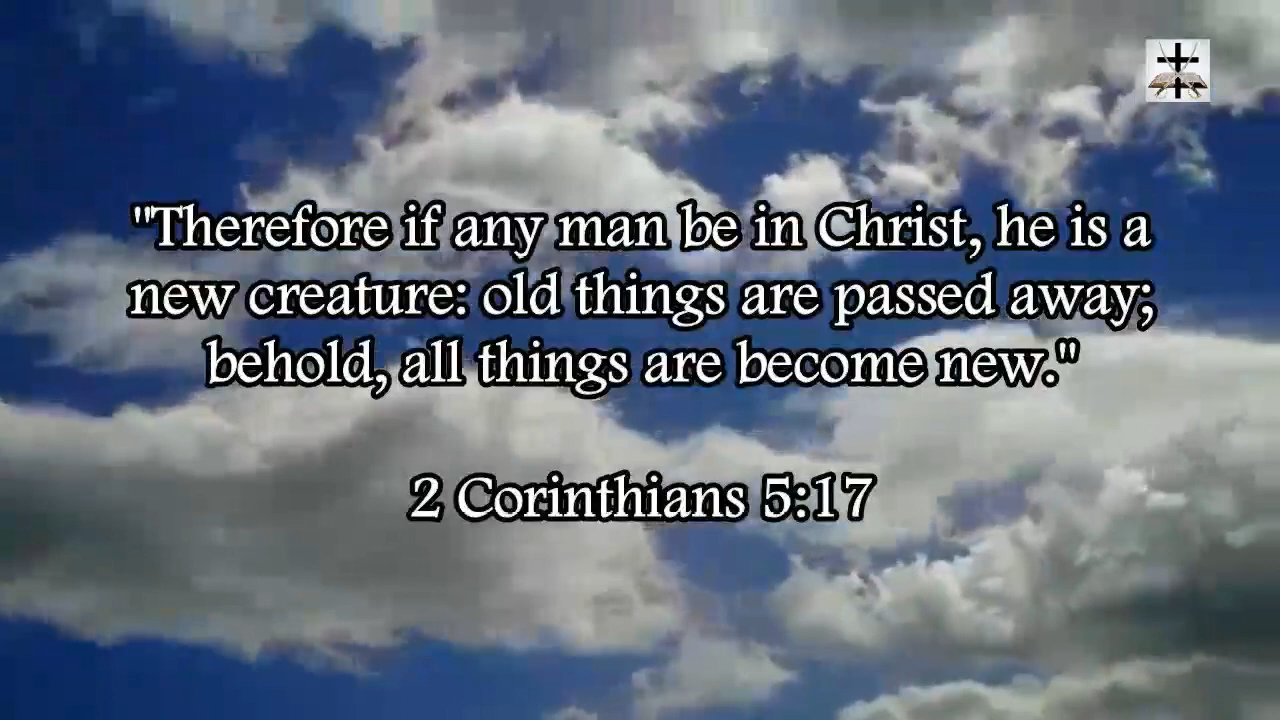 "Therefore if any man be in Christ, he is a
new creature: old things are passed away;
behold, all things are become new."
2 Corinthians 5:17